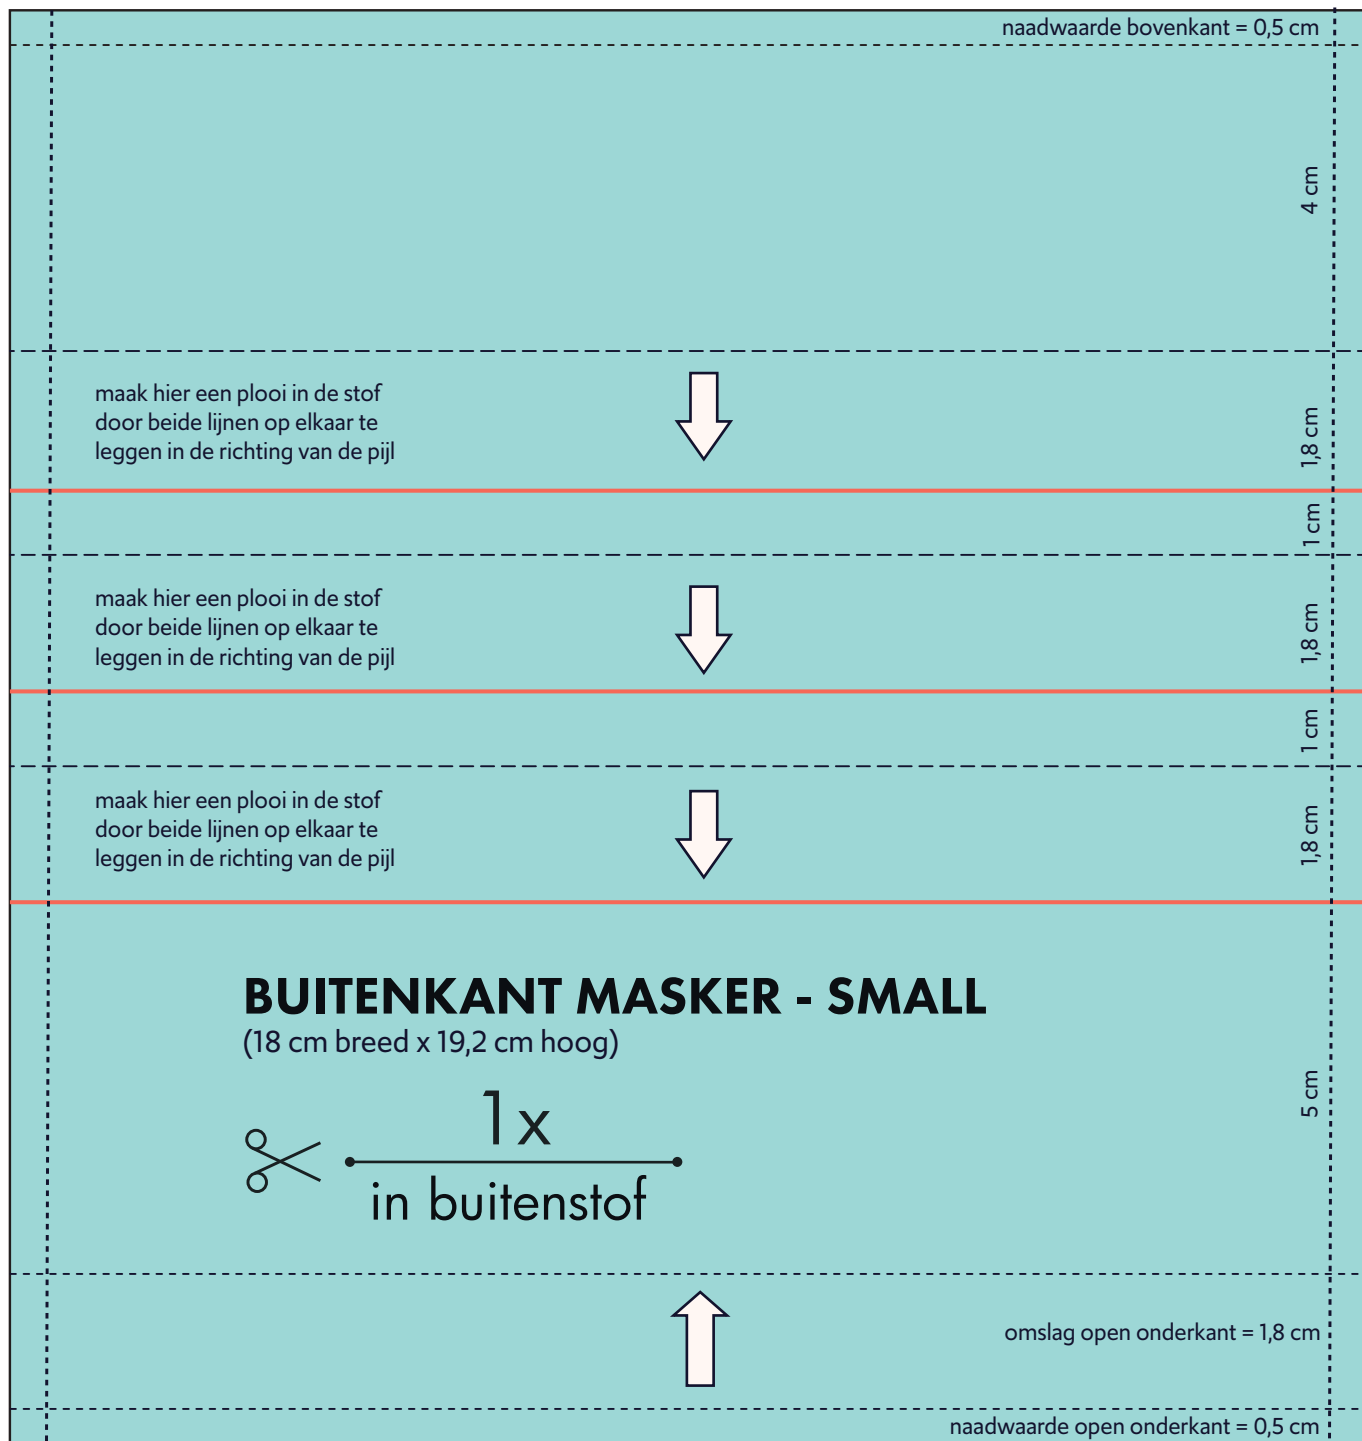 naadwaarde bovenkant = 0,5 cm
4 cm
maak hier een plooi in de stof
door beide lijnen op elkaar te
leggen in de richting van de pijl
1,8 cm
1 cm
maak hier een plooi in de stof
door beide lijnen op elkaar te
leggen in de richting van de pijl
1,8 cm
1 cm
maak hier een plooi in de stof
door beide lijnen op elkaar te
leggen in de richting van de pijl
1,8 cm
BUITENKANT MASKER - SMALL
(18 cm breed x 19,2 cm hoog)
1x
in buitenstof
5 cm
omslag open onderkant = 1,8 cm
naadwaarde open onderkant = 0,5 cm